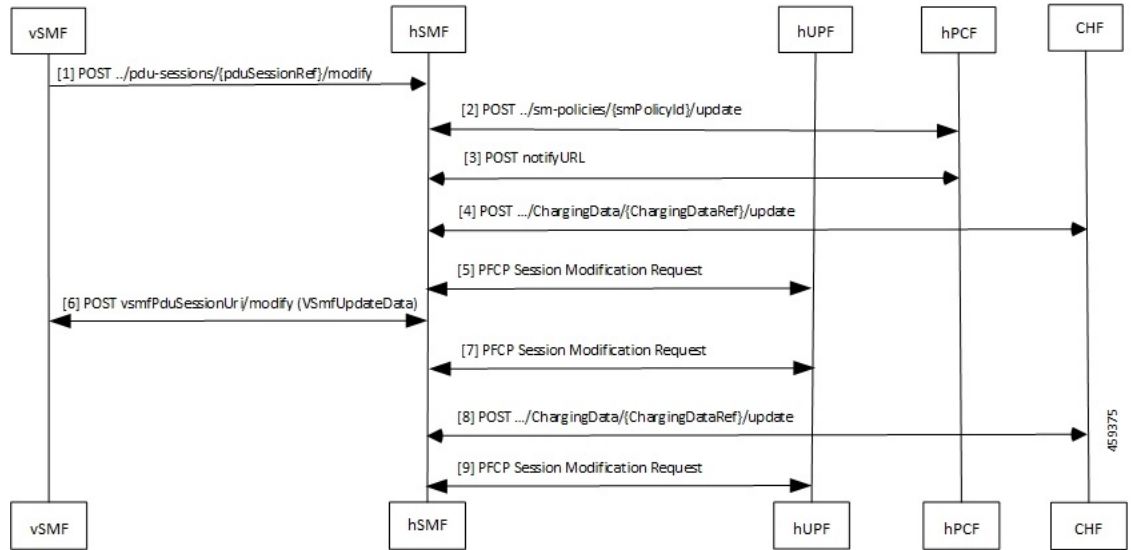 vSMF
hSMF
hUPF
hPCF
CHF
[1] POST ../pdu-sessions/{pduSessionRef}/modify
[2] POST ../sm-policies/{smPolicyId}/update
[3] POST notifyURL
[4] POST .../ChargingData/{ChargingDataRef}/update
[5] PFCP Session Modification Request
[6] POST vsmfPduSessionUri/modify (VSmfUpdateData)
[7] PFCP Session Modification Request
[8] POST .../ChargingData/{ChargingDataRef}/update
[9] PFCP Session Modification Request
459375
vSMF
hSMF
hUPF
hPCF
CHF